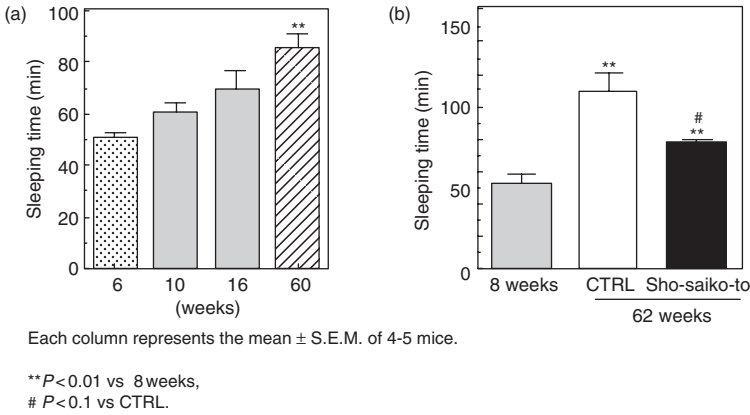 (a)
100
80
60
40
20
0
Sleeping time (min)
**
6 10 16 60
(weeks)
(b)
150
100
50
0
Sleeping time (min)
**
#
**
8 weeks CTRL Sho-saiko-to
62 weeks
Each column represents the mean ± S.E.M. of 4-5 mice.
**P<0.01 vs 8 weeks,
# P<0.1 vs CTRL.